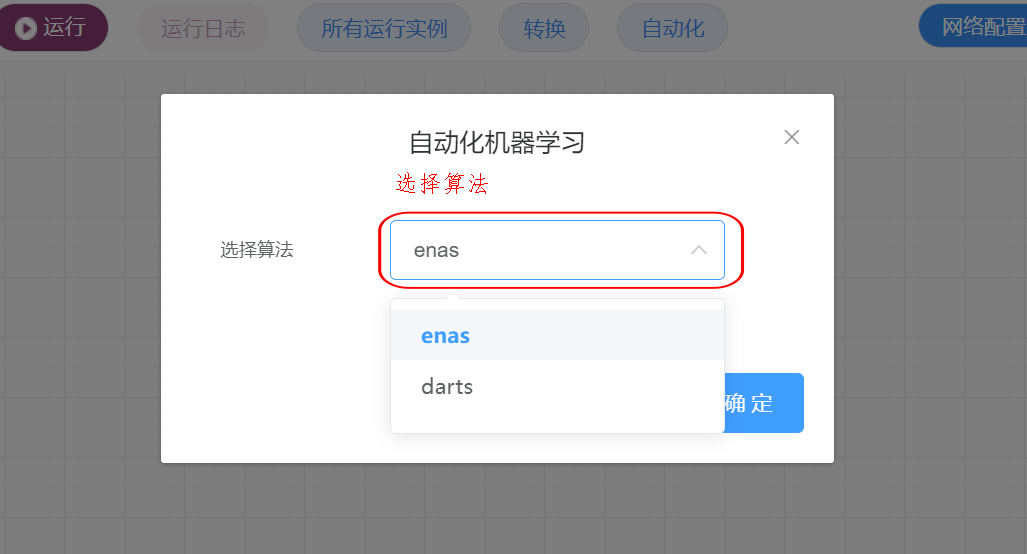 运行 运行日志 所有运行实例 转换 自动化 网络配置
自动化机器学习
选择算法
选择算法 enas
enas
darts
确定